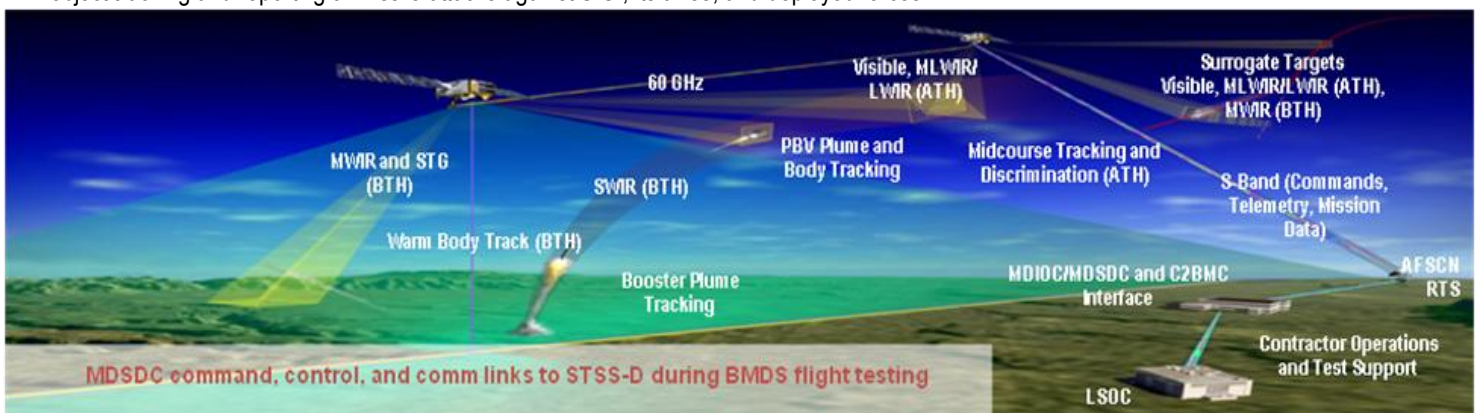 60 GHz
Visible, MLWIR/
LWIR (ATH)
Surrogate Targets
Visible, MLWIR/LWIR (ATH),
MWIR (BTH)
MWIR and STG
(BTH)
SWIR (BTH)
PBV Plume and
Body Tracking
Midcourse Tracking and
Discrimination (ATH)
S-Band (Commands,
Telemetry, Mission
Data)
Warm Body Track (BTH)
Booster Plume
Tracking
MDIOC/MDSDC and C2BMC
Interface
AFSCN
RTS
Contractor Operations
and Test Support
LSOC
MDSDC command, control, and comm links to STSS-D during BMDS flight testing